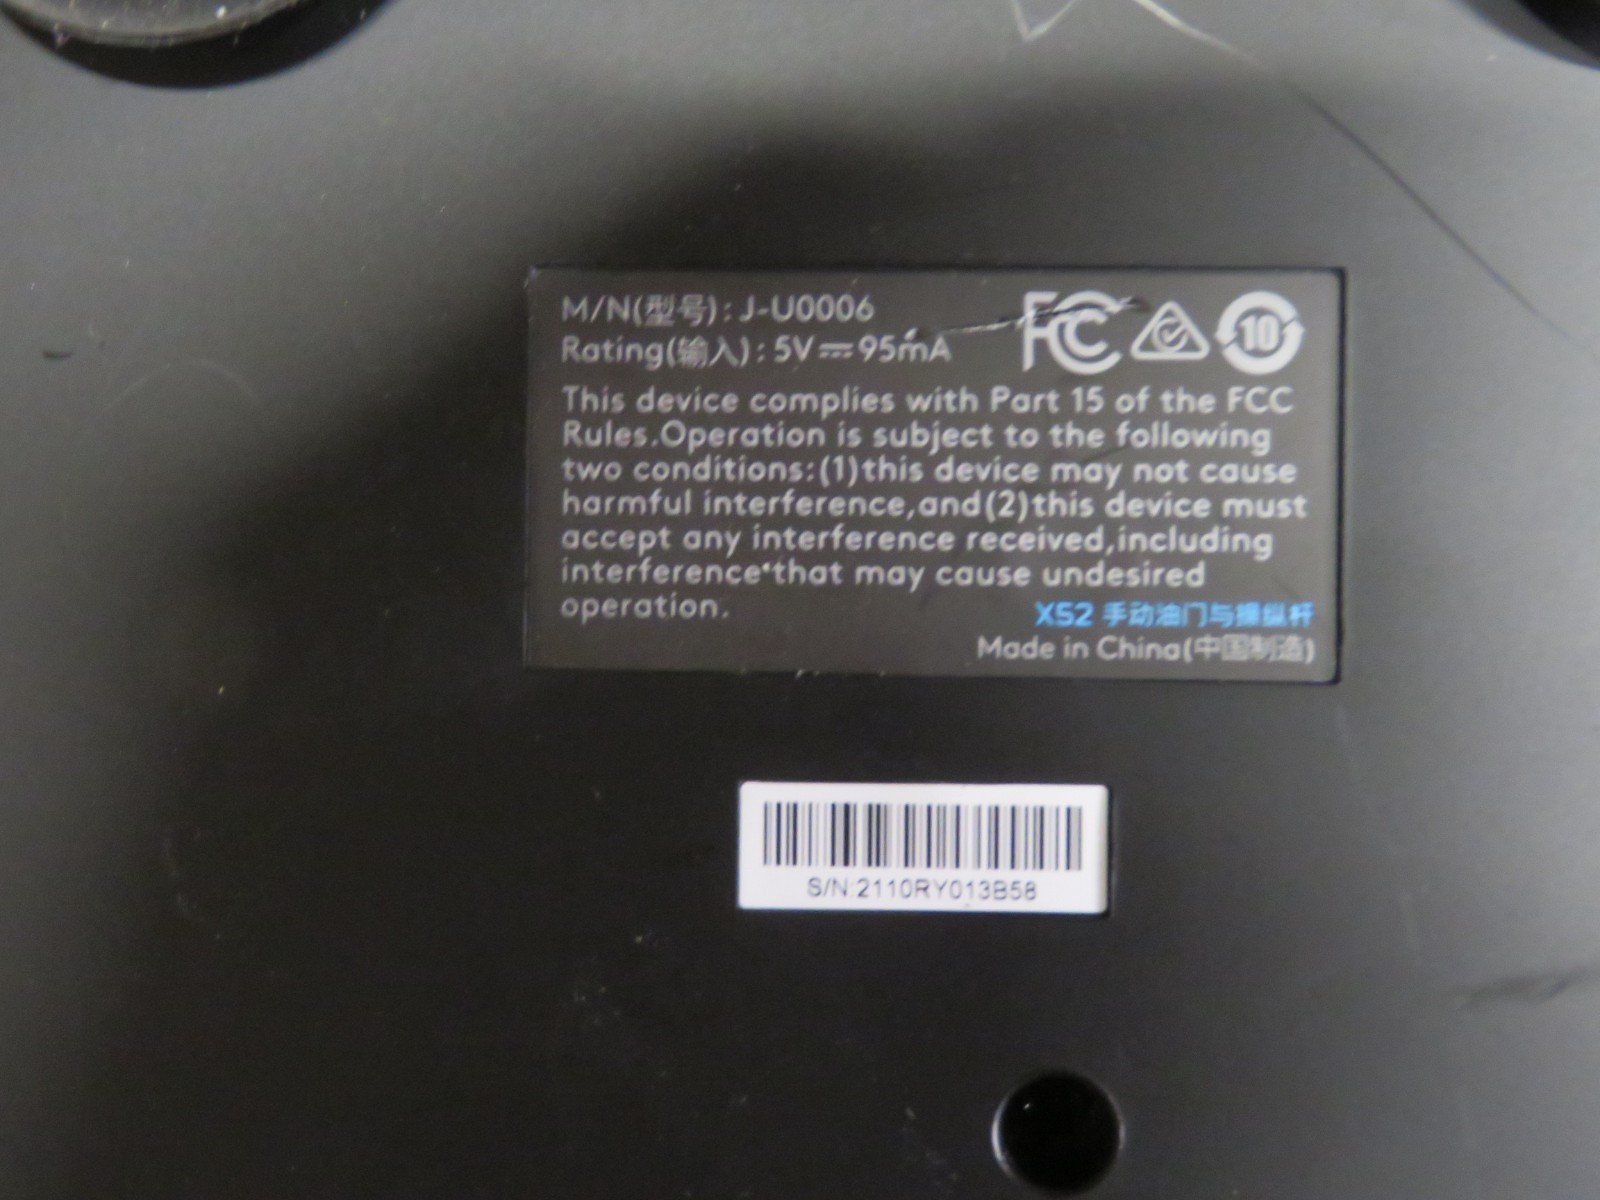 M/N(型号): J-U0006
Rating(输入): 5V⎓95mA
FC
10
This device complies with Part 15 of the FCC
Rules.Operation is subject to the following
two conditions:(1)this device may not cause
harmful interference,and(2)this device must
accept any interference received,including
interference that may cause undesired
operation.
X52 手动油门与操纵杆
Made in China(中国制造)
S/N:2110RY013B58